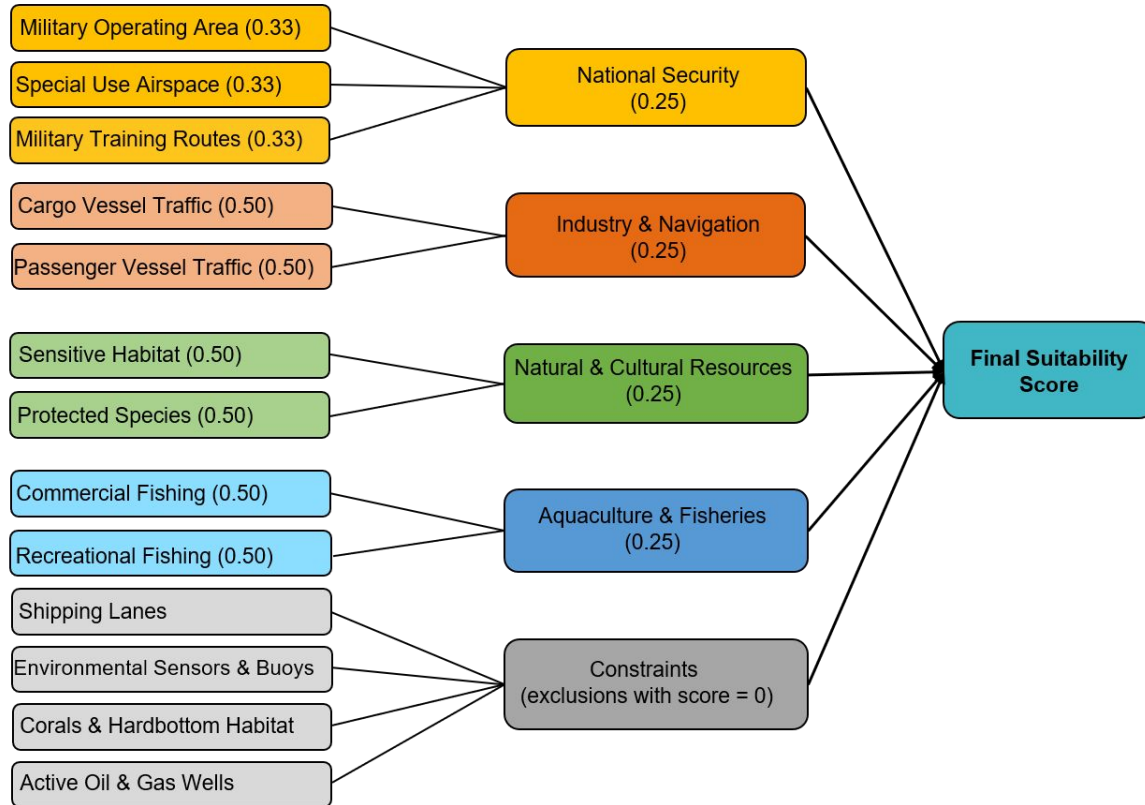 Military Operating Area (0.33)
Special Use Airspace (0.33)
Military Training Routes (0.33)
National Security
(0.25)
Cargo Vessel Traffic (0.50)
Passenger Vessel Traffic (0.50)
Industry & Navigation
(0.25)
Sensitive Habitat (0.50)
Protected Species (0.50)
Natural & Cultural Resources
(0.25)
Commercial Fishing (0.50)
Recreational Fishing (0.50)
Aquaculture & Fisheries
(0.25)
Shipping Lanes
Environmental Sensors & Buoys
Corals & Hardbottom Habitat
Active Oil & Gas Wells
Constraints
(exclusions with score = 0)
Final Suitability
Score